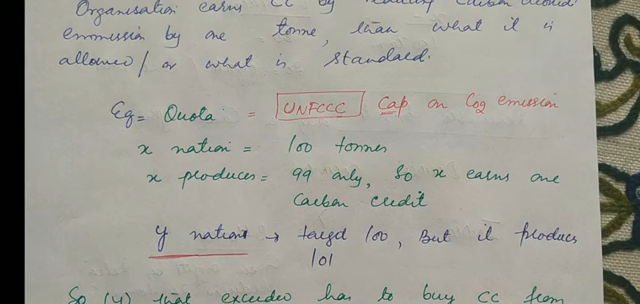 Organisation earns CC by reducing Carbon dioxide
emmission by one tonne, than what it is
allowed / or what is standard.
Eg = Quota = UNFCCC Cap on Co2 emission
x nation = 100 tonnes
x produces = 99 only, So x earns one
Carbon credit
y nation → target 100, But it produces
101
So (y) that exceeded has to buy CC from